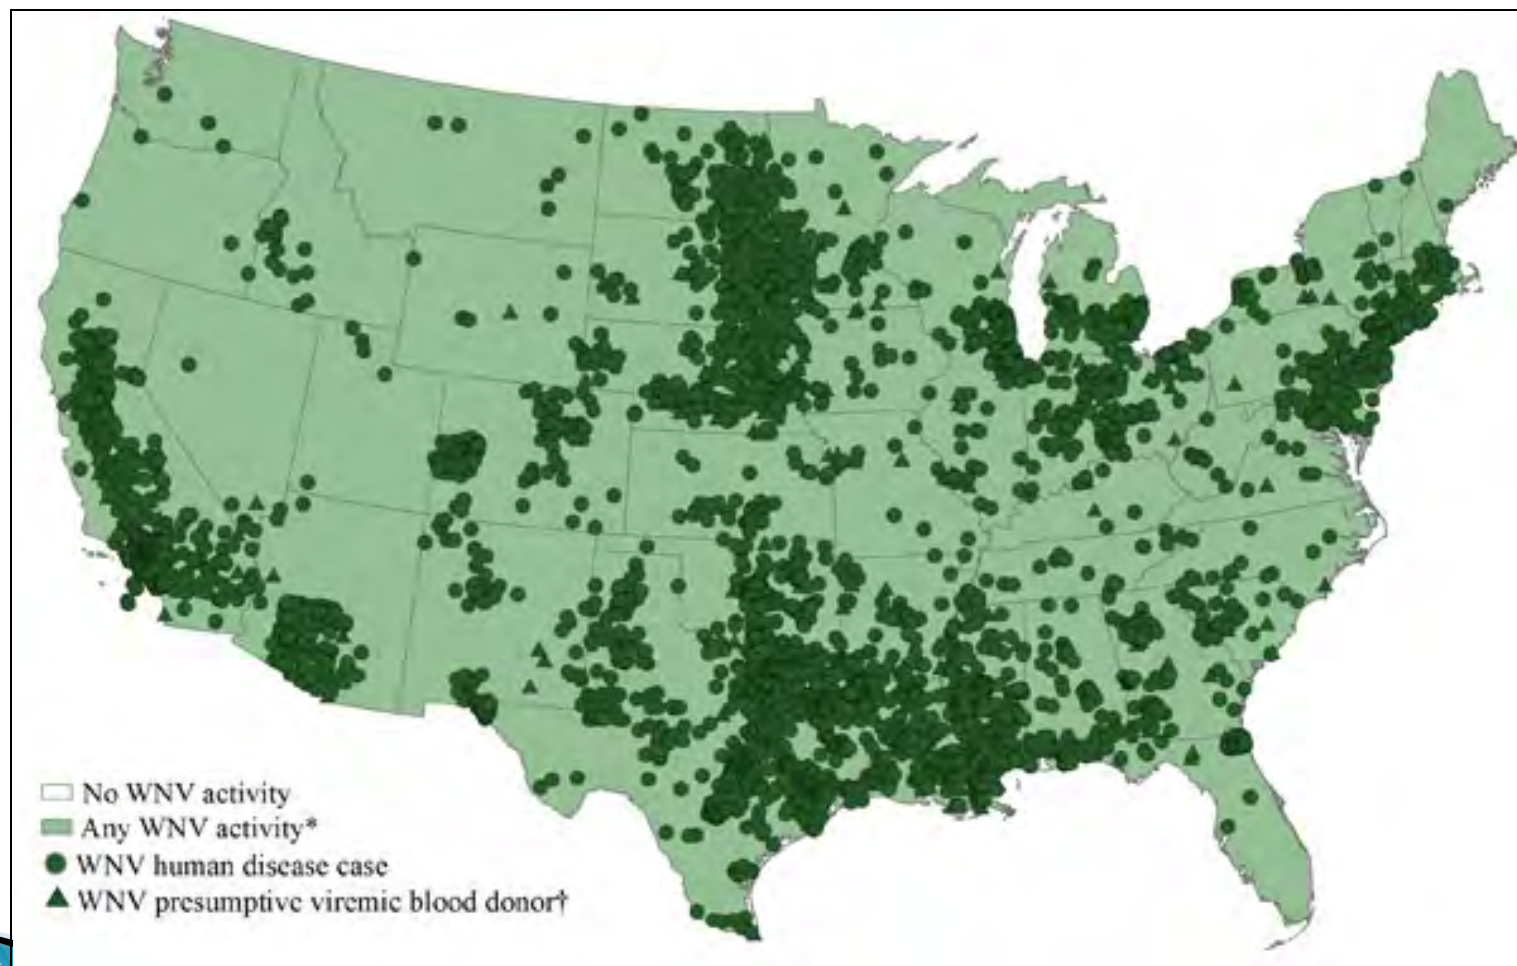 No WNV activity
Any WNV activity*
WNV human disease case
WNV presumptive viremic blood donor†